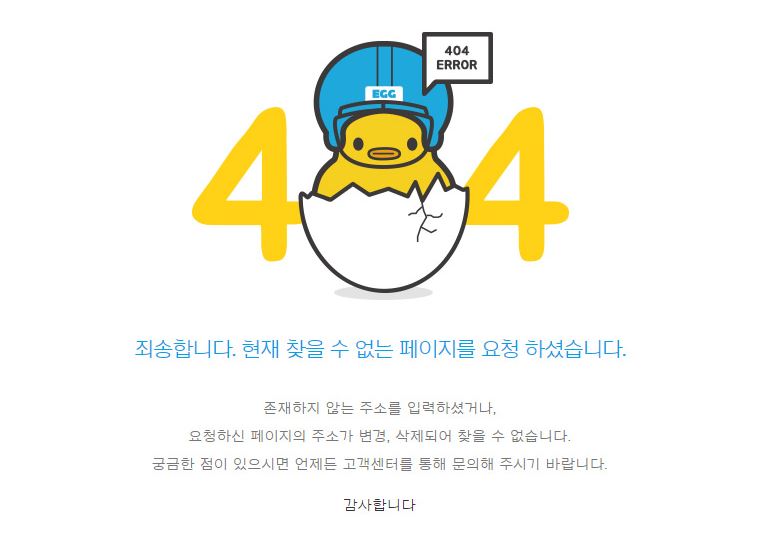 404
ERROR
EGG
4 4
죄송합니다. 현재 찾을 수 없는 페이지를 요청 하셨습니다.
존재하지 않는 주소를 입력하셨거나,
요청하신 페이지의 주소가 변경, 삭제되어 찾을 수 없습니다.
궁금한 점이 있으시면 언제든 고객센터를 통해 문의해 주시기 바랍니다.
감사합니다